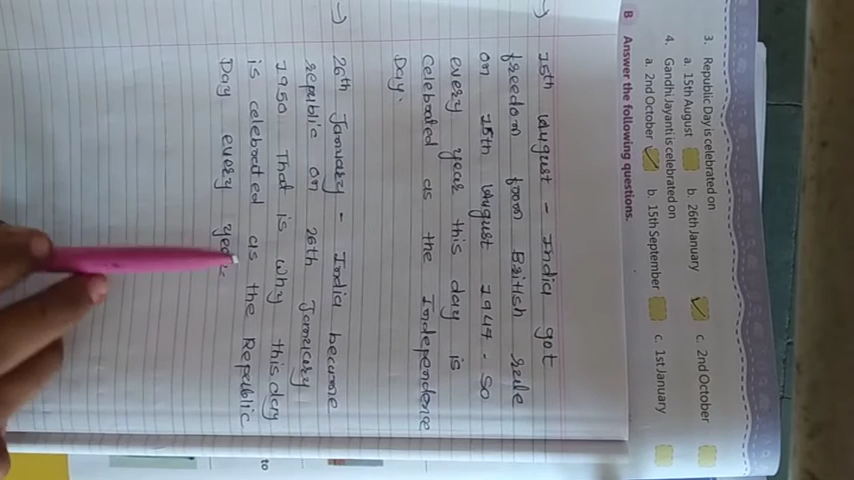 3. Republic Day is celebrated on
a. 15th August b. 26th January c. 2nd October
4. Gandhi Jayanti is celebrated on
a. 2nd October b. 15th September c. 1st January
B Answer the following questions.
15th August - India got
freedom from British rule
on 15th August 1947. So
every year this day is
celebrated as the Independence
Day.
26th January - India became
republic on 26th January
1950. That is why this day
is celebrated as the Republic
Day every year
to